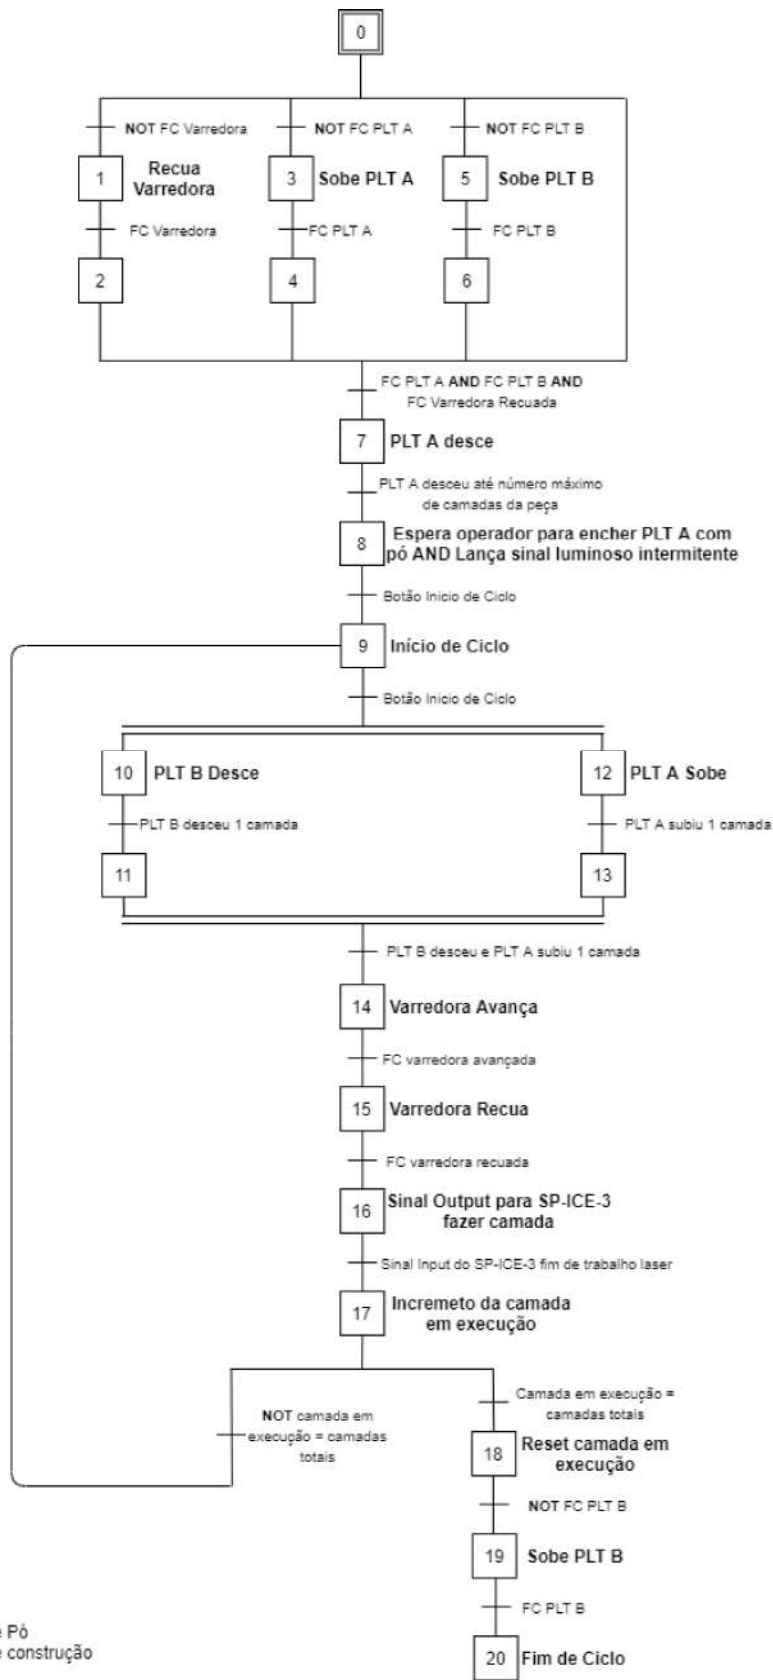 0
NOT FC Varredora
NOT FC PLT A
NOT FC PLT B
1
Recua
Varredora
3
Sobe PLT A
5
Sobe PLT B
FC Varredora
FC PLT A
FC PLT B
2
4
6
FC PLT A AND FC PLT B AND
FC Varredora Recuada
7
PLT A desce
PLT A desceu até número máximo
de camadas da peça
8
Espera operador para encher PLT A com
pó AND Lança sinal luminoso intermitente
Botão Inicio de Ciclo
9
Início de Ciclo
Botão Inicio de Ciclo
10
PLT B Desce
12
PLT A Sobe
PLT B desceu 1 camada
PLT A subiu 1 camada
11
13
PLT B desceu e PLT A subiu 1 camada
14
Varredora Avança
FC varredora avançada
15
Varredora Recua
FC varredora recuada
16
Sinal Output para SP-ICE-3
fazer camada
Sinal Input do SP-ICE-3 fim de trabalho laser
17
Incremeto da camada
em execução
NOT camada em
execução = camadas
totais
Camada em execução =
camadas totais
18
Reset camada em
execução
NOT FC PLT B
19
Sobe PLT B
FC PLT B
20
Fim de Ciclo
Pó
construção